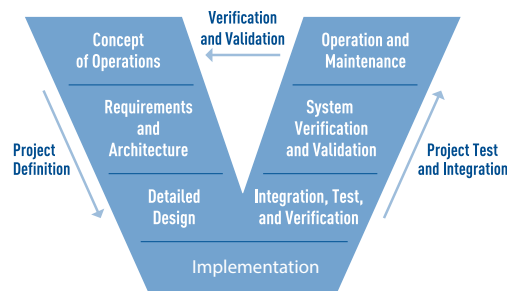 Verification
and Validation
Concept
of Operations
Operation and
Maintenance
Requirements
and
Architecture
System
Verification
and Validation
Project
Definition
Project Test
and Integration
Detailed
Design
Integration, Test,
and Verification
Implementation